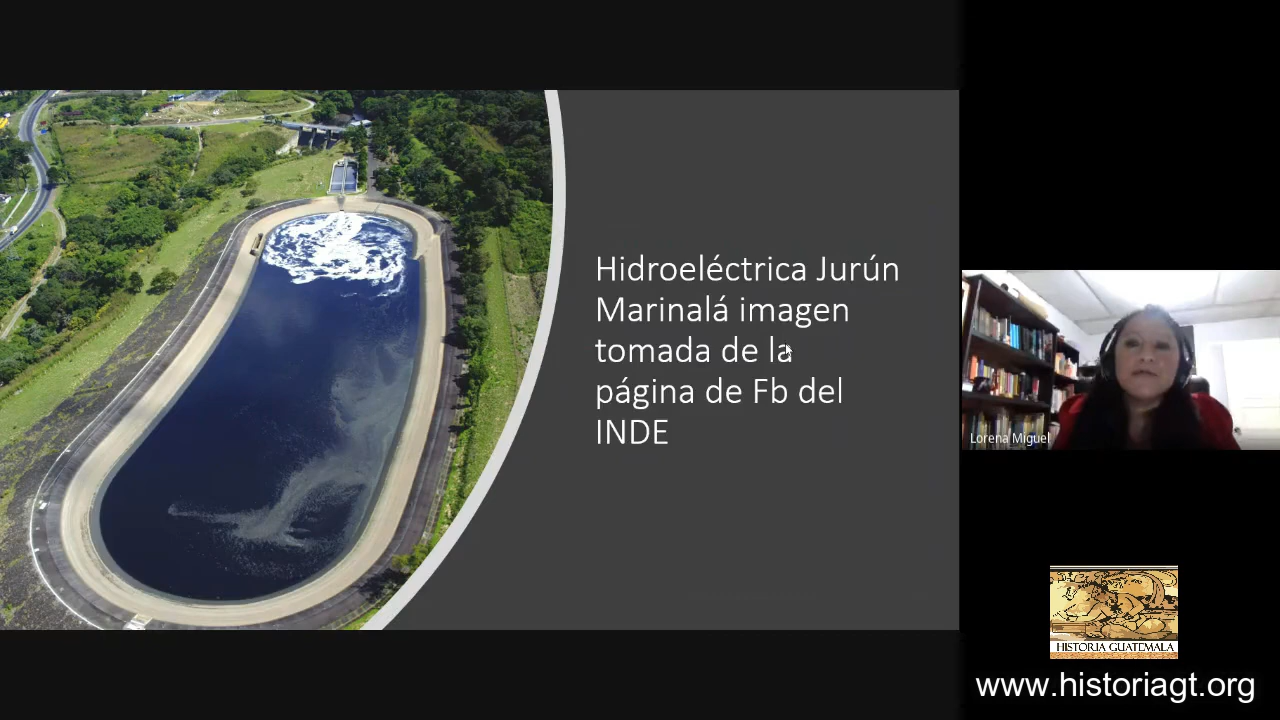 Hidroeléctrica Jurún
Marinalá imagen
tomada de la
página de Fb del
INDE
Lorena Miguel
HISTORIA GUATEMALA
www.historiagt.org